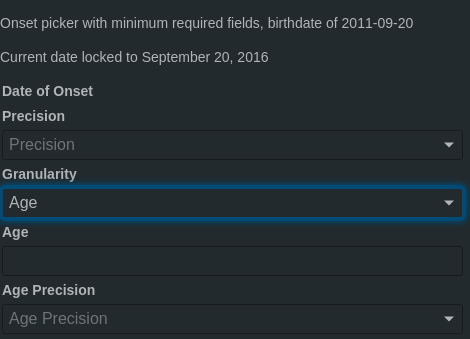 Onset picker with minimum required fields, birthdate of 2011-09-20
Current date locked to September 20, 2016
Date of Onset
Precision
Precision
Granularity
Age
Age
Age Precision
Age Precision